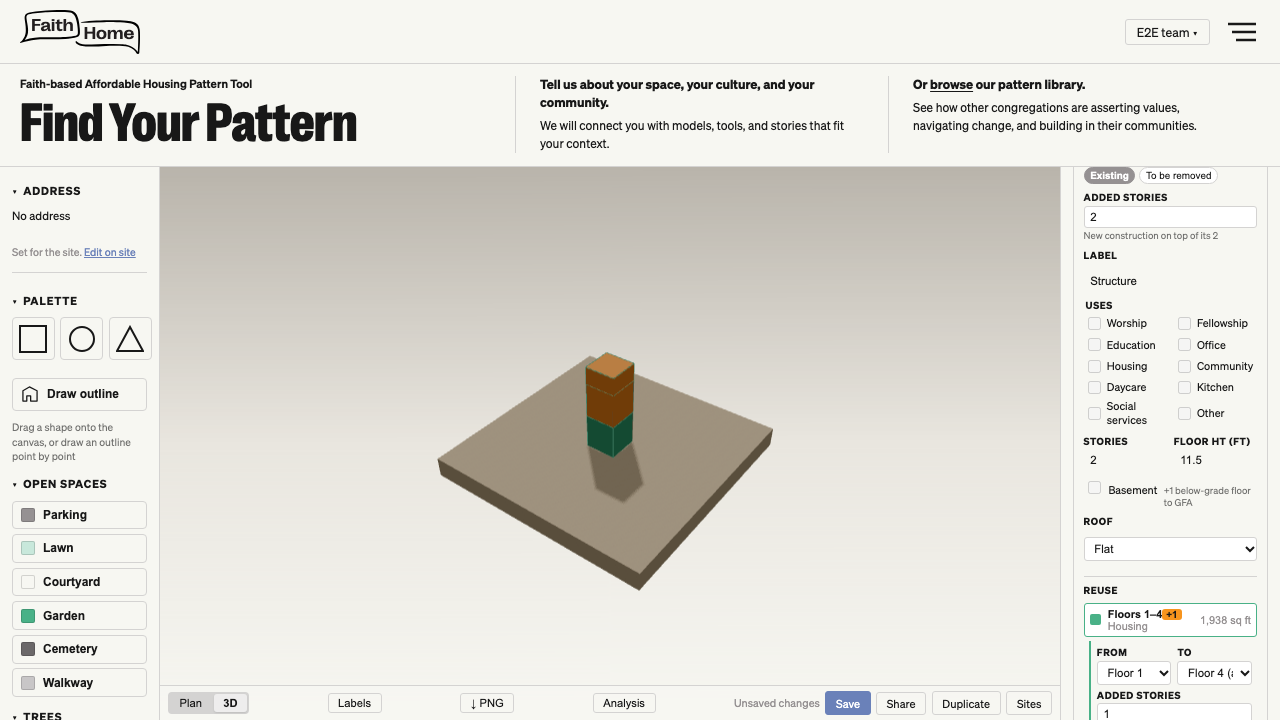 Faith
Home
E2E team ▾
Faith-based Affordable Housing Pattern Tool
Find Your Pattern
Tell us about your space, your culture, and your
community.
We will connect you with models, tools, and stories that fit
your context.
Or browse our pattern library.
See how other congregations are asserting values,
navigating change, and building in their communities.
▾ ADDRESS
No address
Set for the site. Edit on site
▾ PALETTE
Draw outline
Drag a shape onto the
canvas, or draw an outline
point by point
▾ OPEN SPACES
Parking
Lawn
Courtyard
Garden
Cemetery
Walkway
▾ TREES
Plan
3D
Labels
↓ PNG
Analysis
Unsaved changes
Save
Share
Duplicate
Sites
Existing
To be removed
ADDED STORIES
2
New construction on top of its 2
LABEL
Structure
USES
Worship
Fellowship
Education
Office
Housing
Community
Daycare
Kitchen
Social
services
Other
STORIES
FLOOR HT (FT)
2
11.5
Basement
+1 below-grade floor
to GFA
ROOF
Flat
REUSE
Floors 1–4 +1
Housing
1,938 sq ft
FROM
TO
Floor 1
Floor 4 (
ADDED STORIES
1